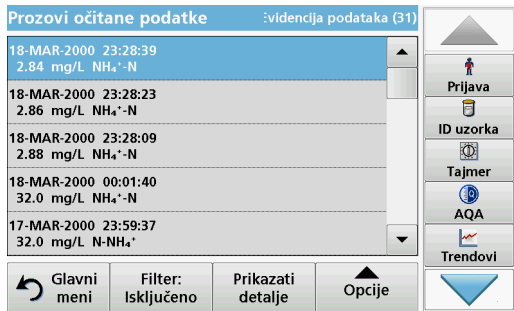 Prozovi očitane podatke
Evidencija podataka (31)
18-MAR-2000 23:28:39
2.84 mg/L NH₄⁺-N
18-MAR-2000 23:28:23
2.86 mg/L NH₄⁺-N
18-MAR-2000 23:28:09
2.88 mg/L NH₄⁺-N
18-MAR-2000 00:01:40
32.0 mg/L NH₄⁺-N
17-MAR-2000 23:59:37
32.0 mg/L N-NH₄⁺
Prijava
ID uzorka
Tajmer
AQA
Trendovi
Glavni
meni
Filter:
Isključeno
Prikazati
detalje
Opcije